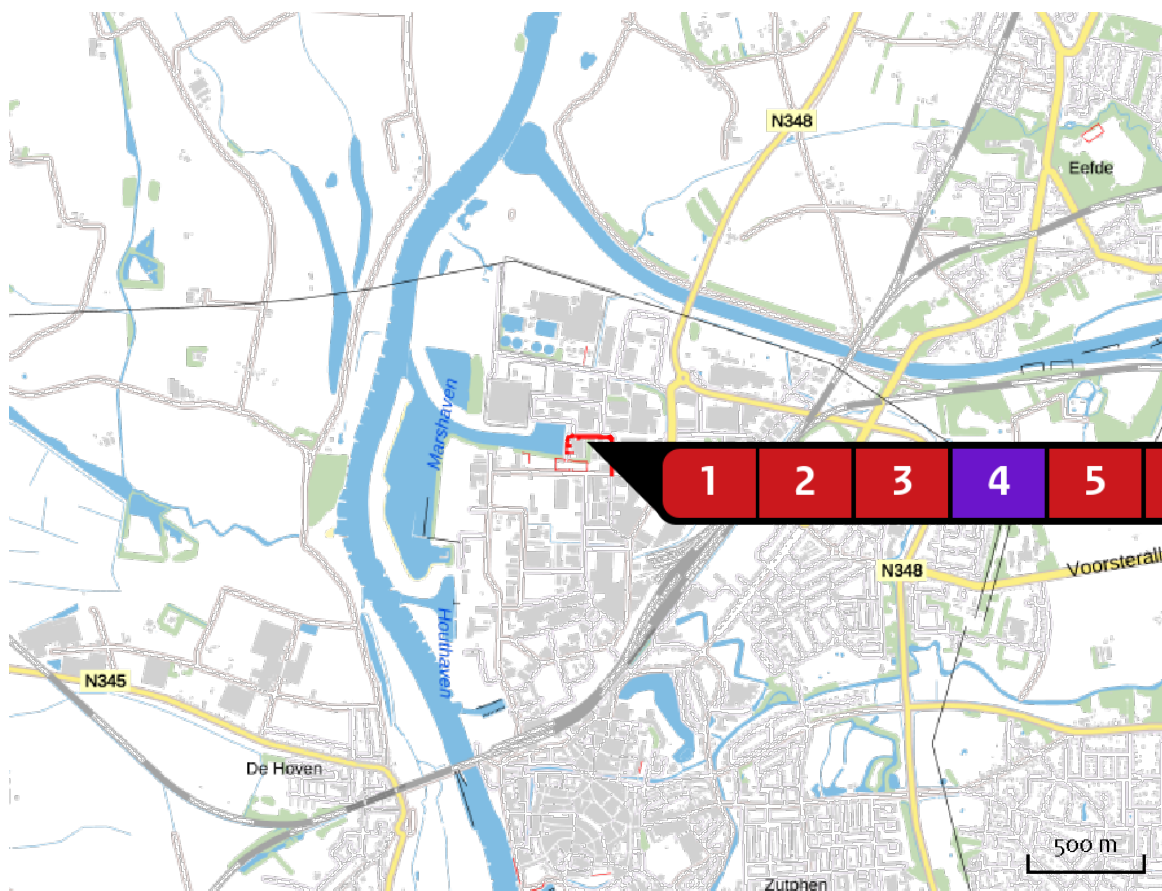 N348
Eefde
Marshaven
1 2 3 4 5
N348
Voorsterall
Houthaven
N345
De Hoven
500 m
Zutphen